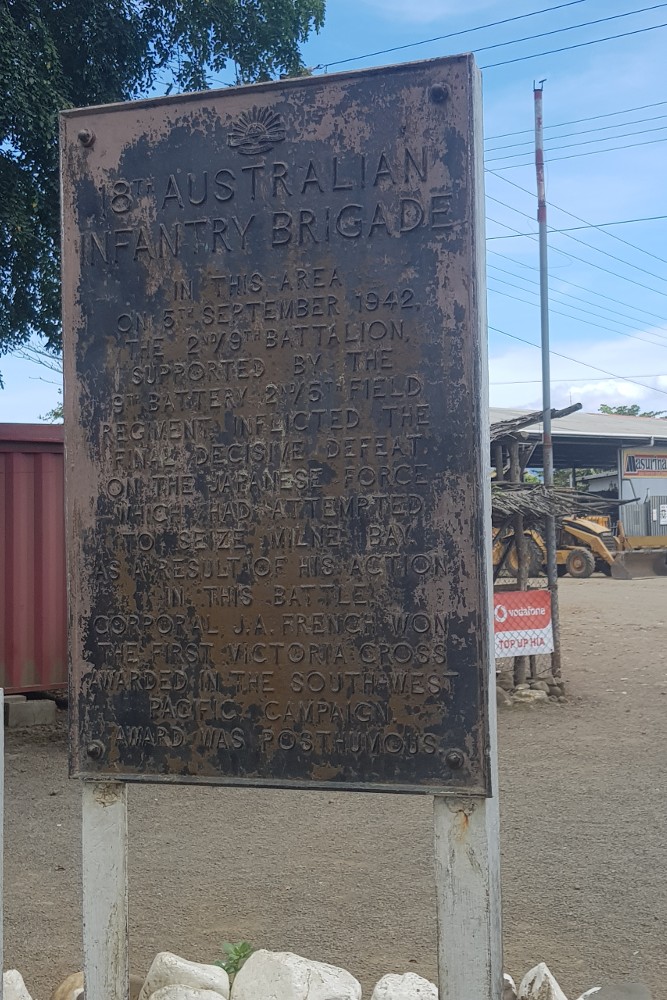 18TH AUSTRALIAN
INFANTRY BRIGADE
IN THIS AREA
ON 5TH SEPTEMBER 1942,
THE 2ND/9TH BATTALION,
SUPPORTED BY THE
9TH BATTERY 2ND/5TH FIELD
REGIMENT, INFLICTED THE
FINAL DECISIVE DEFEAT
ON THE JAPANESE FORCE
WHICH HAD ATTEMPTED
TO SEIZE MILNE BAY.
AS A RESULT OF HIS ACTION
IN THIS BATTLE,
CORPORAL J.A. FRENCH WON
THE FIRST VICTORIA CROSS
AWARDED IN THE SOUTH-WEST
PACIFIC CAMPAIGN
AWARD WAS POSTHUMOUS.
Masurina
vodafone
TOP UP HIA